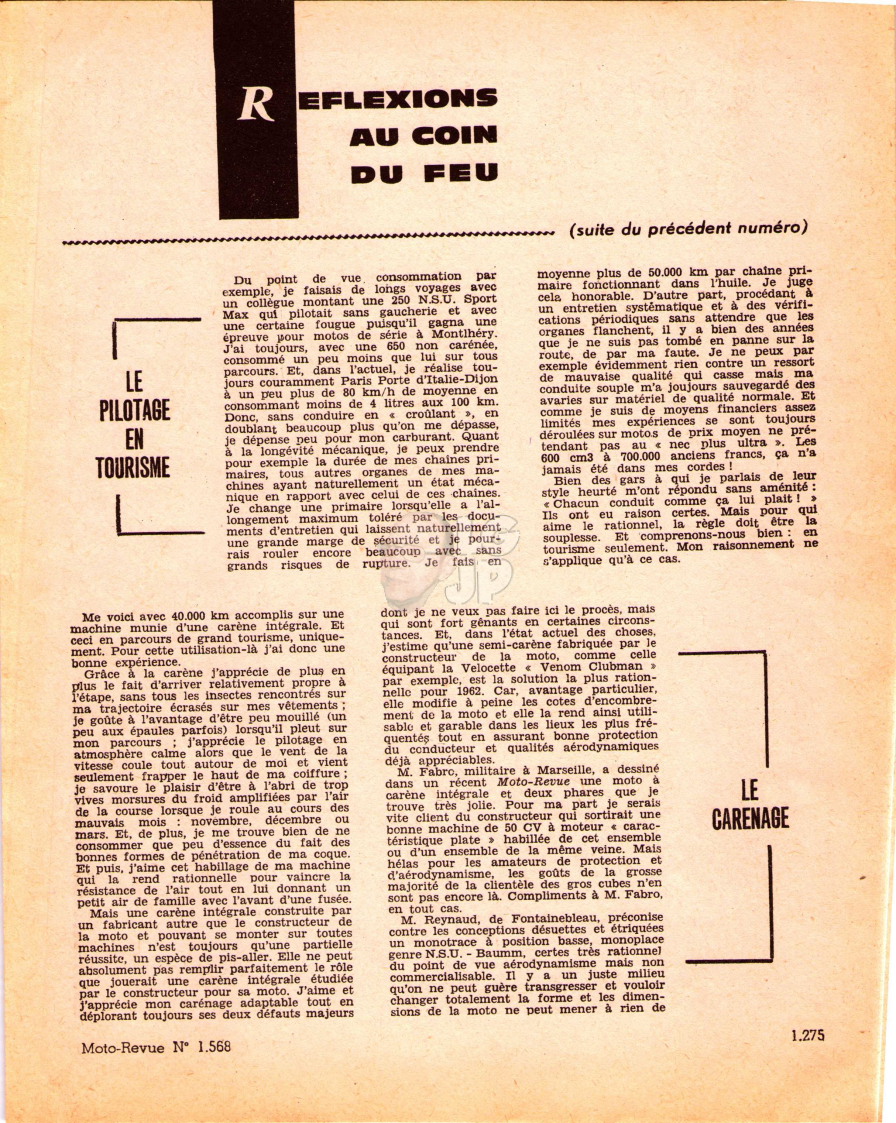 REFLEXIONS
AU COIN
DU FEU
(suite du précédent numéro)
LE
PILOTAGE
EN
TOURISME
Du point de vue consommation par
exemple, je faisais de longs voyages avec
un collègue montant une 250 N.S.U. Sport
Max qui pilotait sans gaucherie et avec
une certaine fougue puisqu'il gagna une
épreuve pour motos de série à Montlhéry.
J'ai toujours, avec une 650 non carénée,
consommé un peu moins que lui sur tous
parcours. Et, dans l'actuel, je réalise tou-
jours couramment Paris Porte d'Italie-Dijon
à un peu plus de 80 km/h de moyenne en
consommant moins de 4 litres aux 100 km.
Donc, sans conduire en « croûlant », en
doublant beaucoup plus qu'on me dépasse,
je dépense peu pour mon carburant. Quant
à la longévité mécanique, je peux prendre
pour exemple la durée de mes chaînes pri-
maires, tous autres organes de mes ma-
chines ayant naturellement un état méca-
nique en rapport avec celui de ces chaines.
Je change une primaire lorsqu'elle a l'al-
longement maximum toléré par les docu-
ments d'entretien qui laissent naturellement
une grande marge de sécurité et je pour-
rais rouler encore beaucoup avec sans
grands risques de rupture. Je fais en
moyenne plus de 50.000 km par chaîne pri-
maire fonctionnant dans l'huile. Je juge
cela honorable. D'autre part, procédant à
un entretien systématique et à des vérifi-
cations périodiques sans attendre que les
organes flanchent, il y a bien des années
que je ne suis pas tombé en panne sur la
route, de par ma faute. Je ne peux par
exemple évidemment rien contre un ressort
de mauvaise qualité qui casse mais ma
conduite souple m'a joujours sauvegardé des
avaries sur matériel de qualité normale. Et
comme je suis de moyens financiers assez
limités mes expériences se sont toujours
déroulées sur motos de prix moyen ne pré-
tendant pas au « nec plus ultra ». Les
600 cm3 à 700.000 anciens francs, ça n'a
jamais été dans mes cordes !
Bien des gars à qui je parlais de leur
style heurté m'ont répondu sans aménité :
« Chacun conduit comme ça lui plait ! »
Ils ont eu raison certes. Mais pour qui
aime le rationnel, la règle doit être la
souplesse. Et comprenons-nous bien : en
tourisme seulement. Mon raisonnement ne
s'applique qu'à ce cas.
Me voici avec 40.000 km accomplis sur une
machine munie d'une carène intégrale. Et
ceci en parcours de grand tourisme, unique-
ment. Pour cette utilisation-là j'ai donc une
bonne expérience.
Grâce à la carène j'apprécie de plus en
plus le fait d'arriver relativement propre à
l'étape, sans tous les insectes rencontrés sur
ma trajectoire écrasés sur mes vêtements ;
je goûte à l'avantage d'être peu mouillé (un
peu aux épaules parfois) lorsqu'il pleut sur
mon parcours ; j'apprécie le pilotage en
atmosphère calme alors que le vent de la
vitesse coule tout autour de moi et vient
seulement frapper le haut de ma coiffure ;
je savoure le plaisir d'être à l'abri de trop
vives morsures du froid amplifiées par l'air
de la course lorsque je roule au cours des
mauvais mois : novembre, décembre ou
mars. Et, de plus, je me trouve bien de ne
consommer que peu d'essence du fait des
bonnes formes de pénétration de ma coque.
Et puis, j'aime cet habillage de ma machine
qui la rend rationnelle pour vaincre la
résistance de l'air tout en lui donnant un
petit air de famille avec l'avant d'une fusée.
Mais une carène intégrale construite par
un fabricant autre que le constructeur de
la moto et pouvant se monter sur toutes
machines n'est toujours qu'une partielle
réussite, un espèce de pis-aller. Elle ne peut
absolument pas remplir parfaitement le rôle
que jouerait une carène intégrale étudiée
par le constructeur pour sa moto. J'aime et
j'apprécie mon carénage adaptable tout en
déplorant toujours ses deux défauts majeurs
dont je ne veux pas faire ici le procès, mais
qui sont fort gênants en certaines circons-
tances. Et, dans l'état actuel des choses,
j'estime qu'une semi-carène fabriquée par le
constructeur de la moto, comme celle
équipant la Velocette « Venom Clubman »
par exemple, est la solution la plus ration-
nelle pour 1962. Car, avantage particulier,
elle modifie à peine les cotes d'encombre-
ment de la moto et elle la rend ainsi utili-
sable et garable dans les lieux les plus fré-
quentés tout en assurant bonne protection
du conducteur et qualités aérodynamiques
déjà appréciables.
M. Fabro, militaire à Marseille, a dessiné
dans un récent Moto-Revue une moto à
carène intégrale et deux phares que je
trouve très jolie. Pour ma part je serais
vite client du constructeur qui sortirait une
bonne machine de 50 CV à moteur « carac-
téristique plate » habillée de cet ensemble
ou d'un ensemble de la même veine. Mais
hélas pour les amateurs de protection et
d'aérodynamisme, les goûts de la grosse
majorité de la clientèle des gros cubes n'en
sont pas encore là. Compliments à M. Fabro,
en tout cas.
M. Reynaud, de Fontainebleau, préconise
contre les conceptions désuettes et étriquées
un monotrace à position basse, monoplace
genre N.S.U. - Baumm, certes très rationnel
du point de vue aérodynamisme mais non
commercialisable. Il y a un juste milieu
qu'on ne peut guère transgresser et vouloir
changer totalement la forme et les dimen-
sions de la moto ne peut mener à rien de
LE
CARENAGE
Moto-Revue N° 1.568
1.275